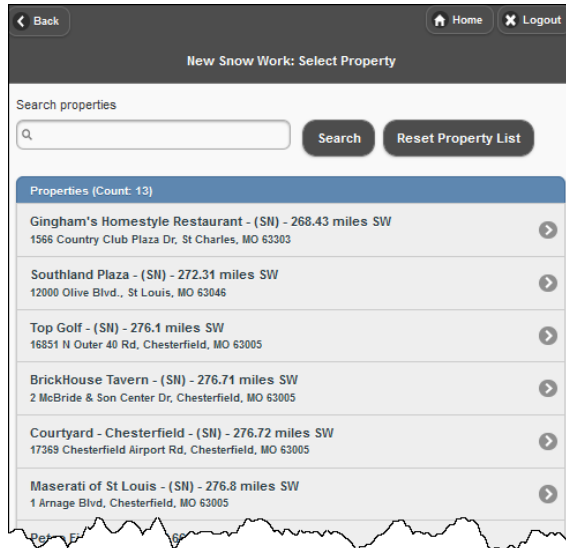 Back
Home
Logout
New Snow Work: Select Property
Search properties
Search
Reset Property List
Properties (Count: 13)
Gingham's Homestyle Restaurant - (SN) - 268.43 miles SW
1566 Country Club Plaza Dr, St Charles, MO 63303
Southland Plaza - (SN) - 272.31 miles SW
12000 Olive Blvd., St Louis, MO 63046
Top Golf - (SN) - 276.1 miles SW
16851 N Outer 40 Rd, Chesterfield, MO 63005
BrickHouse Tavern - (SN) - 276.71 miles SW
2 McBride & Son Center Dr, Chesterfield, MO 63005
Courtyard - Chesterfield - (SN) - 276.72 miles SW
17369 Chesterfield Airport Rd, Chesterfield, MO 63005
Maserati of St Louis - (SN) - 276.8 miles SW
1 Arnage Blvd, Chesterfield, MO 63005